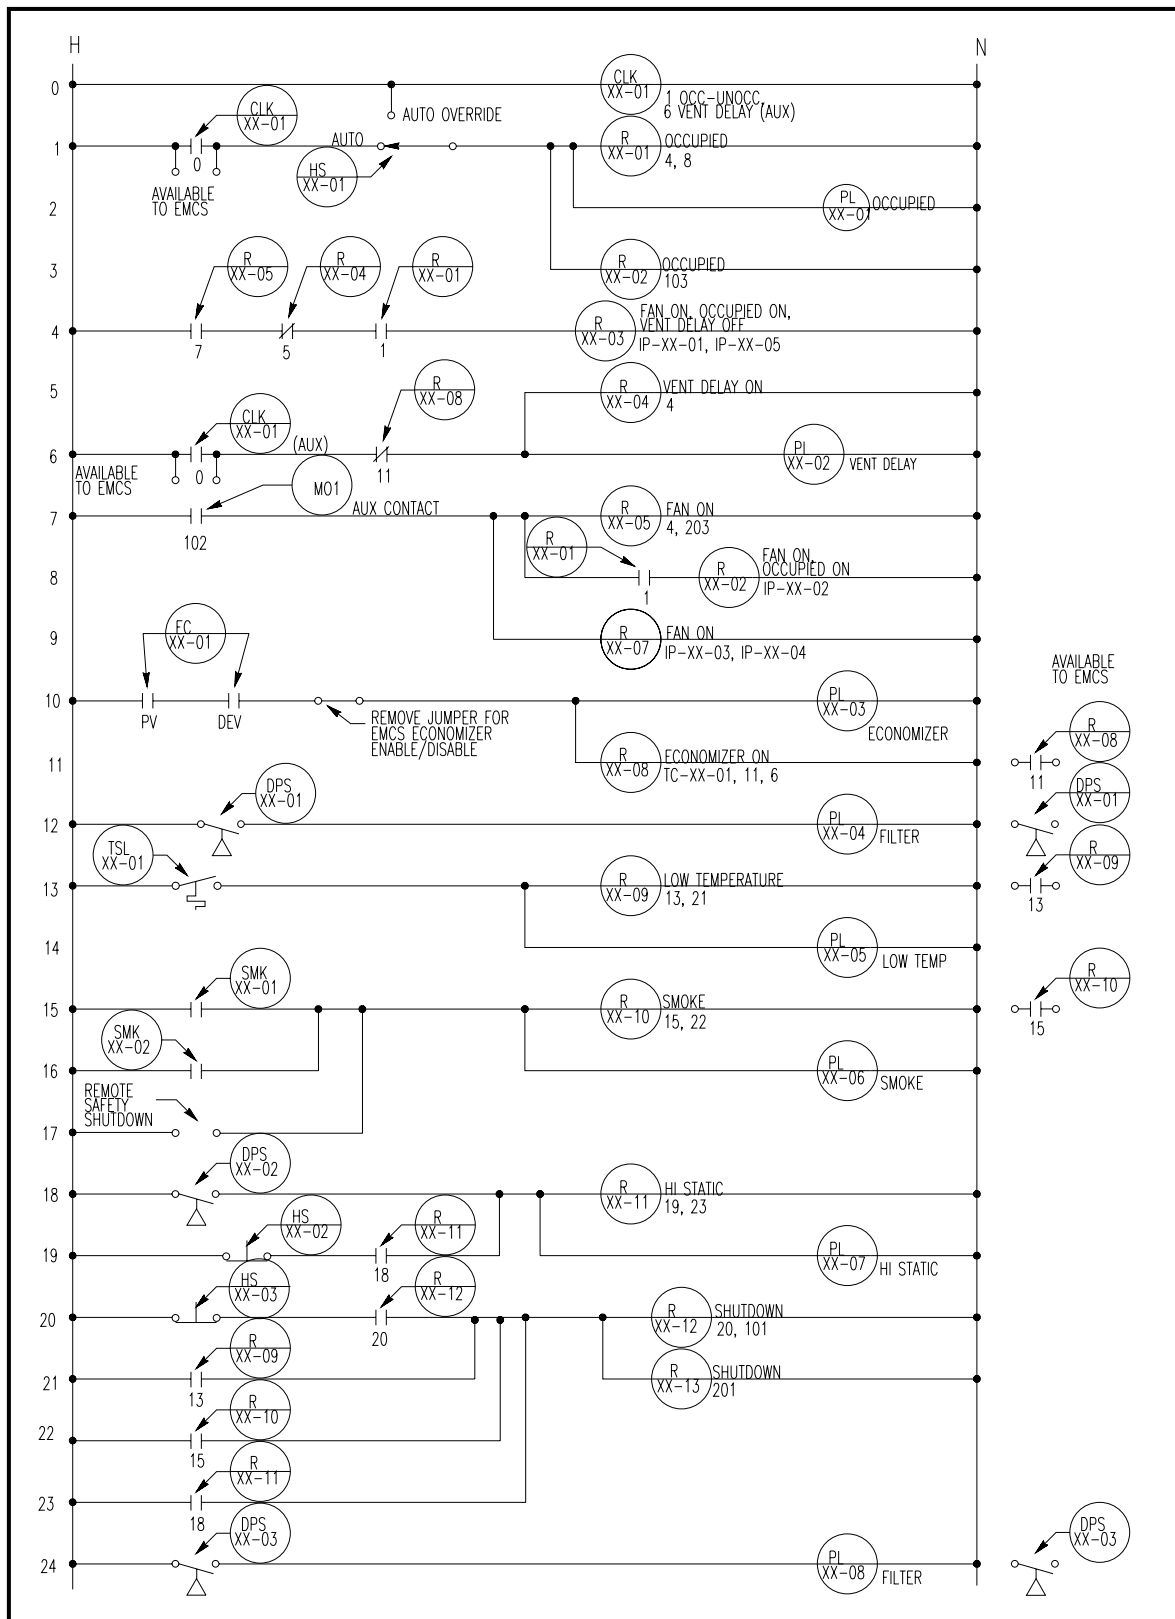 H
N
0
CLK
XX-01
1 OCC-UNOCC,
6 VENT DELAY (AUX)
AUTO OVERRIDE
CLK
XX-01
1
0
AUTO
HS
XX-01
R
XX-01
OCCUPIED
4, 8
AVAILABLE
TO EMCS
2
PL
XX-01
OCCUPIED
3
R
XX-05
R
XX-04
R
XX-01
R
XX-02
OCCUPIED
103
4
7
5
1
R
XX-03
FAN ON, OCCUPIED ON,
VENT DELAY OFF
IP-XX-01, IP-XX-05
5
R
XX-08
R
XX-04
VENT DELAY ON
4
CLK
XX-01
6
(AUX)
0
11
PL
XX-02
VENT DELAY
AVAILABLE
TO EMCS
M01
7
102
AUX CONTACT
R
XX-05
FAN ON
4, 203
R
XX-01
8
1
R
XX-02
FAN ON,
OCCUPIED ON
IP-XX-02
9
EC
XX-01
R
XX-07
FAN ON
IP-XX-03, IP-XX-04
AVAILABLE
TO EMCS
10
PV
DEV
REMOVE JUMPER FOR
EMCS ECONOMIZER
ENABLE/DISABLE
PL
XX-03
ECONOMIZER
R
XX-08
11
R
XX-08
ECONOMIZER ON
TC-XX-01, 11, 6
11
DPS
XX-01
DPS
XX-01
12
PL
XX-04
FILTER
TSL
XX-01
R
XX-09
13
R
XX-09
LOW TEMPERATURE
13, 21
13
14
PL
XX-05
LOW TEMP
SMK
XX-01
R
XX-10
15
R
XX-10
SMOKE
15, 22
15
SMK
XX-02
16
PL
XX-06
SMOKE
REMOTE
SAFETY
SHUTDOWN
17
DPS
XX-02
18
R
XX-11
HI STATIC
19, 23
HS
XX-02
R
XX-11
19
18
PL
XX-07
HI STATIC
HS
XX-03
R
XX-12
20
20
R
XX-12
SHUTDOWN
20, 101
R
XX-09
21
13
R
XX-13
SHUTDOWN
201
R
XX-10
22
15
R
XX-11
23
18
DPS
XX-03
DPS
XX-03
24
PL
XX-08
FILTER